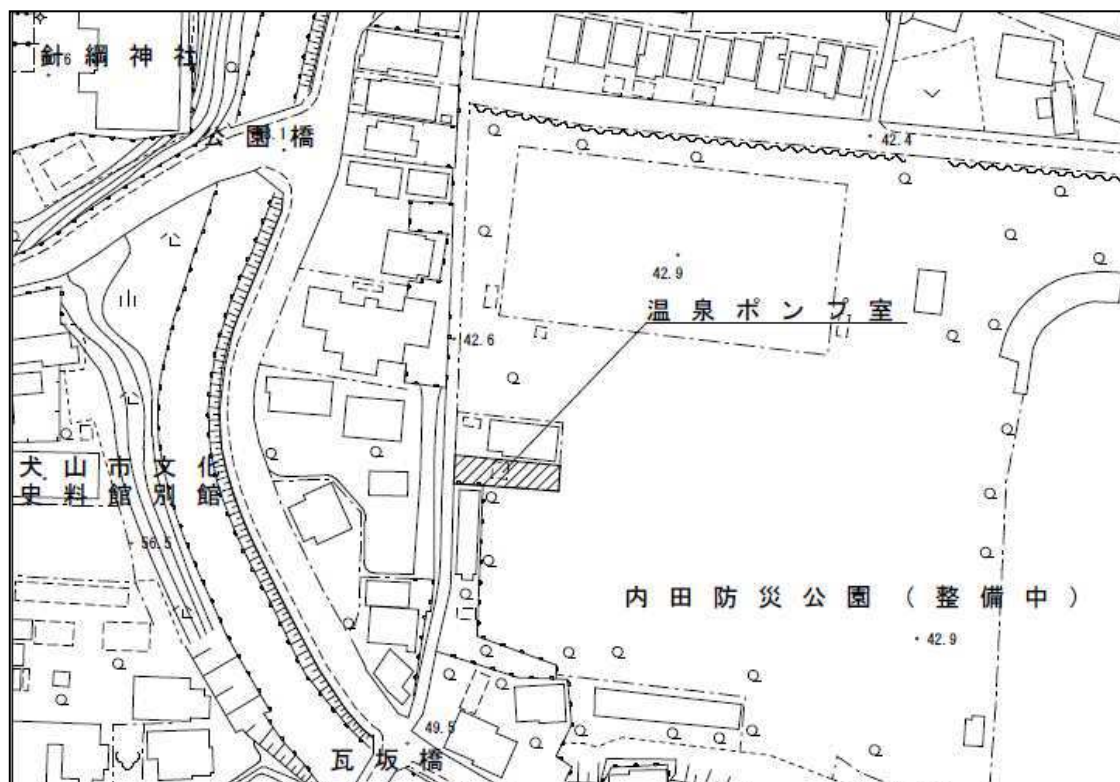 針綱神社
公園橋
42.4
42.9
温泉ポンプ室
42.6
犬山市文化
史料館別館
56.5
内田防災公園(整備中)
42.9
49.5
瓦坂橋